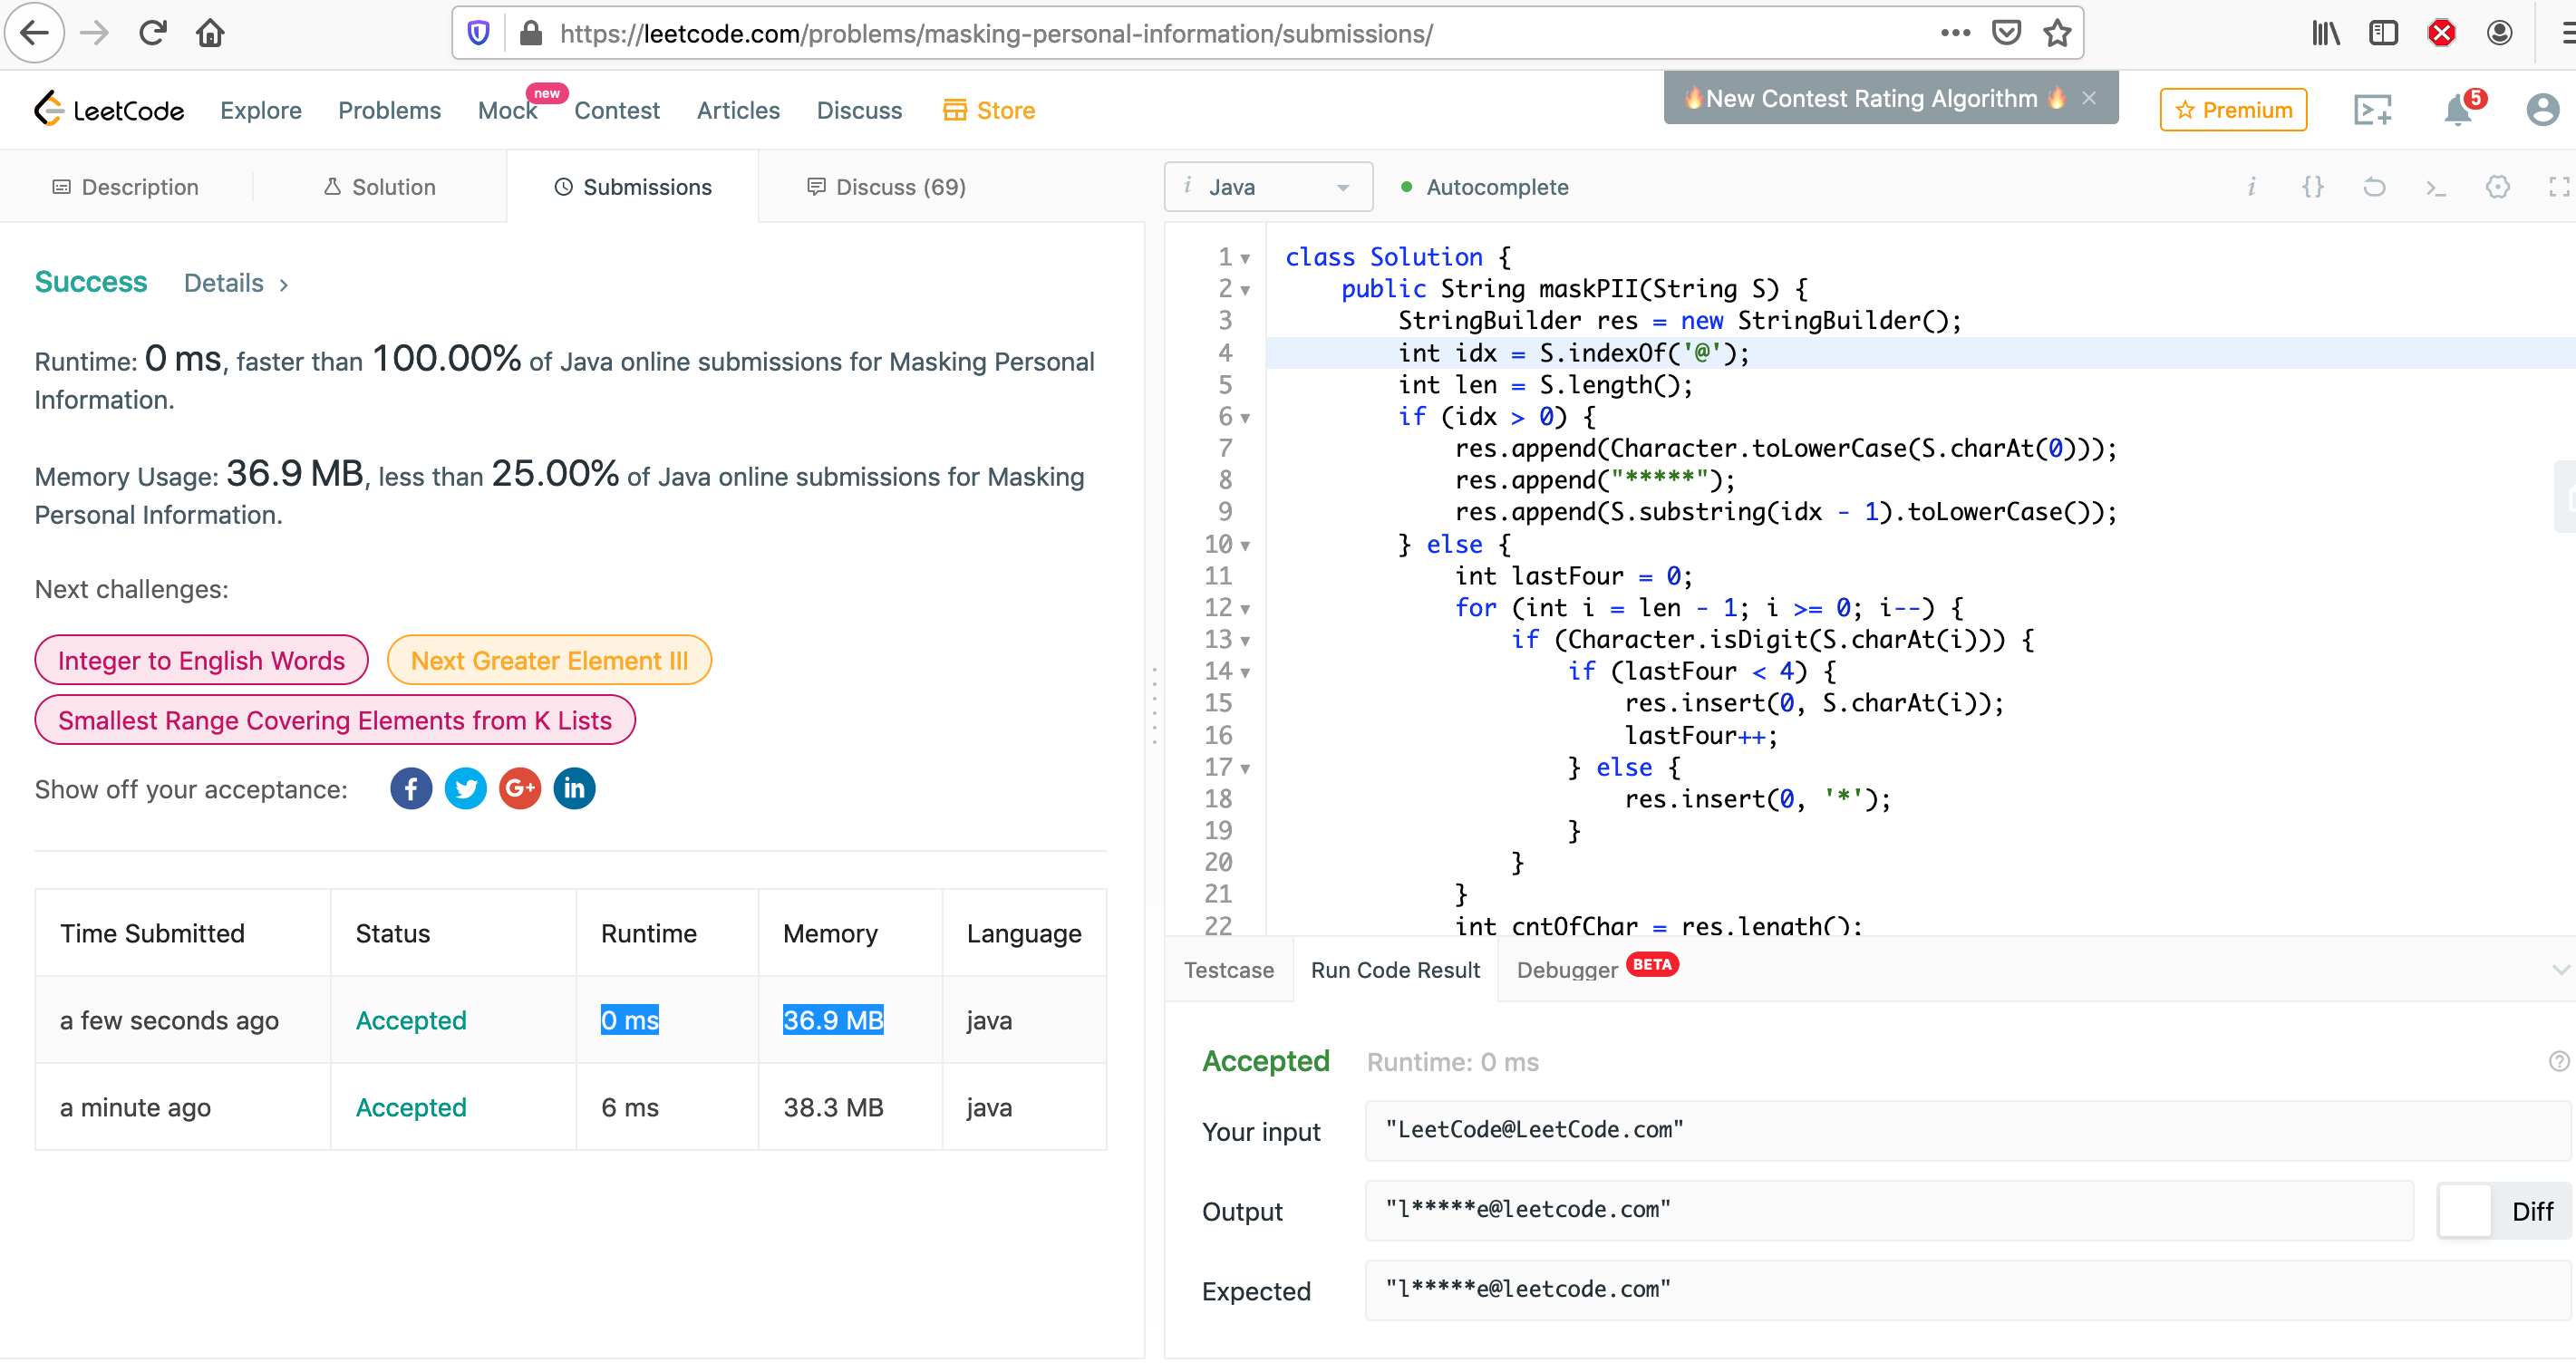 https://leetcode.com/problems/masking-personal-information/submissions/
LeetCode
Explore
Problems
Mock
new
Contest
Articles
Discuss
Store
🔥New Contest Rating Algorithm 🔥 ×
Premium
5
Description
Solution
Submissions
Discuss (69)
Success
Details >
Runtime: 0 ms, faster than 100.00% of Java online submissions for Masking Personal
Information.
Memory Usage: 36.9 MB, less than 25.00% of Java online submissions for Masking
Personal Information.
Next challenges:
Integer to English Words
Next Greater Element III
Smallest Range Covering Elements from K Lists
Show off your acceptance:
f
G+
in
Time Submitted Status Runtime Memory Language
a few seconds ago Accepted 0 ms 36.9 MB java
a minute ago Accepted 6 ms 38.3 MB java
i Java
Autocomplete
i {} >_
1 class Solution {
2     public String maskPII(String S) {
3         StringBuilder res = new StringBuilder();
4         int idx = S.indexOf('@');
5         int len = S.length();
6         if (idx > 0) {
7             res.append(Character.toLowerCase(S.charAt(0)));
8             res.append("*****");
9             res.append(S.substring(idx - 1).toLowerCase());
10         } else {
11             int lastFour = 0;
12             for (int i = len - 1; i >= 0; i--) {
13                 if (Character.isDigit(S.charAt(i))) {
14                     if (lastFour < 4) {
15                         res.insert(0, S.charAt(i));
16                         lastFour++;
17                     } else {
18                         res.insert(0, '*');
19                     }
20                 }
21             }
22             int cntOfChar = res.length();
Testcase
Run Code Result
Debugger BETA
Accepted
Runtime: 0 ms
?
Your input "LeetCode@LeetCode.com"
Output "l*****e@leetcode.com"
Diff
Expected "l*****e@leetcode.com"